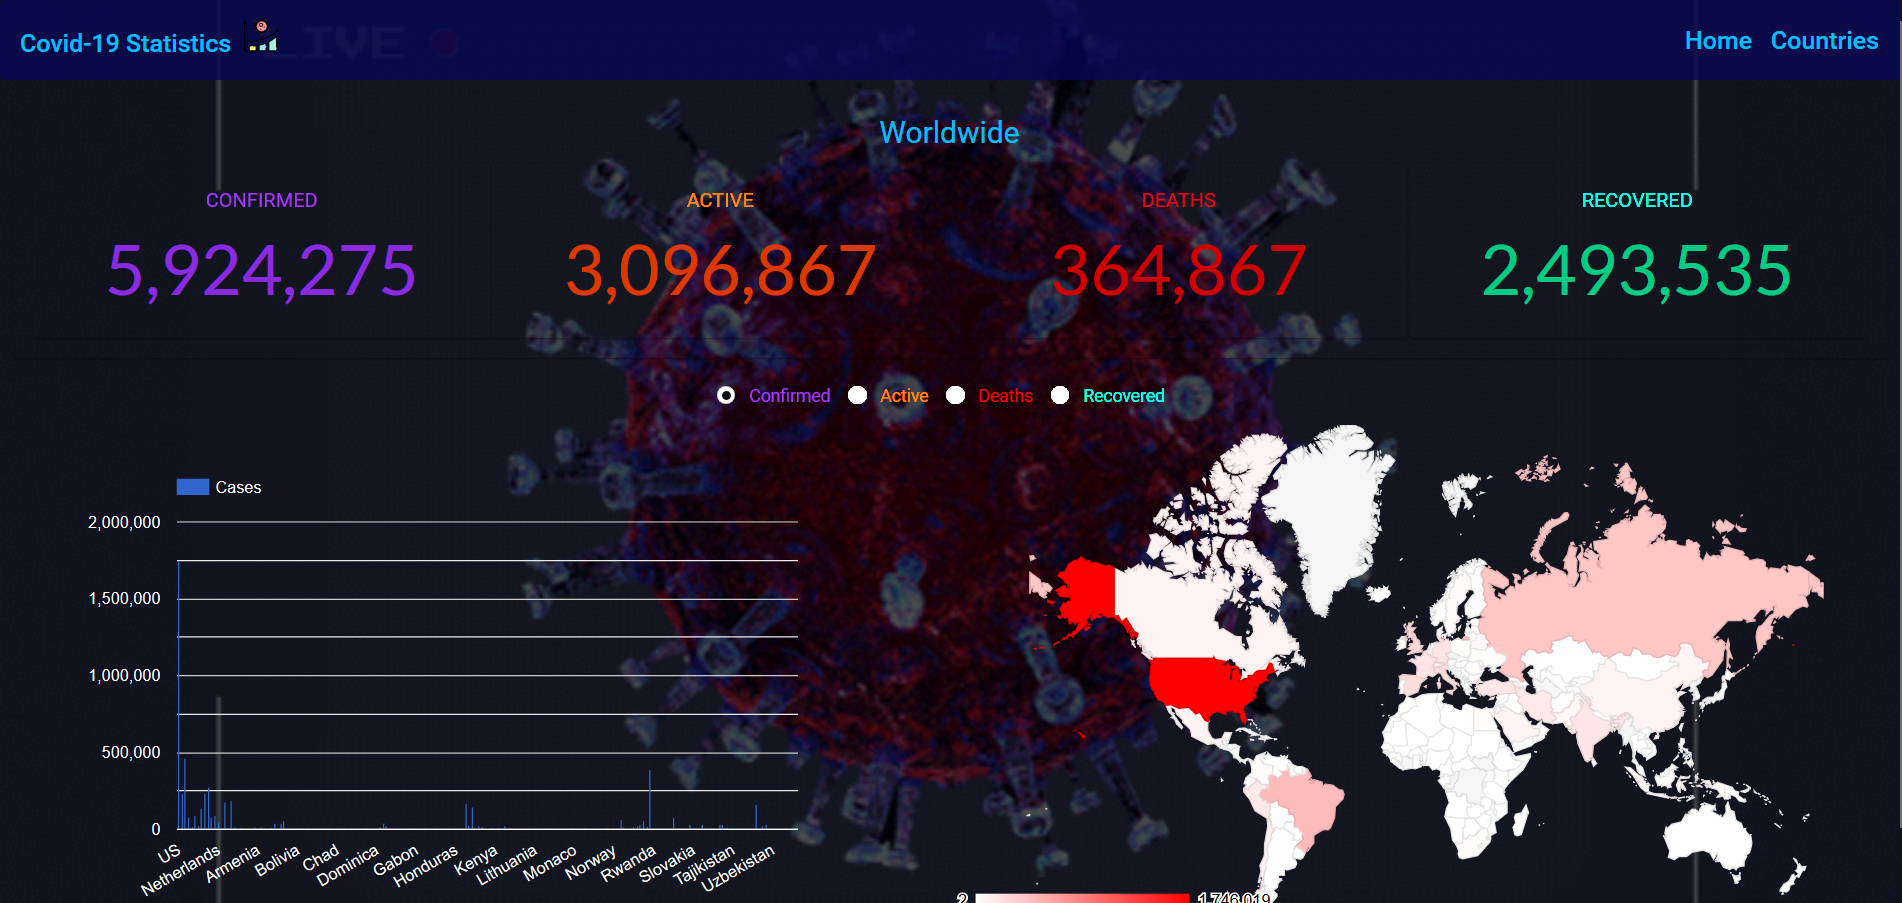 Covid-19 Statistics
LIVE
Home Countries
Worldwide
CONFIRMED ACTIVE DEATHS RECOVERED
5,924,275 3,096,867 364,867 2,493,535
Confirmed Active Deaths Recovered
Cases
2,000,000
1,500,000
1,000,000
500,000
0
US
Netherlands
Armenia
Bolivia
Chad
Dominica
Gabon
Honduras
Kenya
Lithuania
Monaco
Norway
Rwanda
Slovakia
Tajikistan
Uzbekistan
2 1,746,019